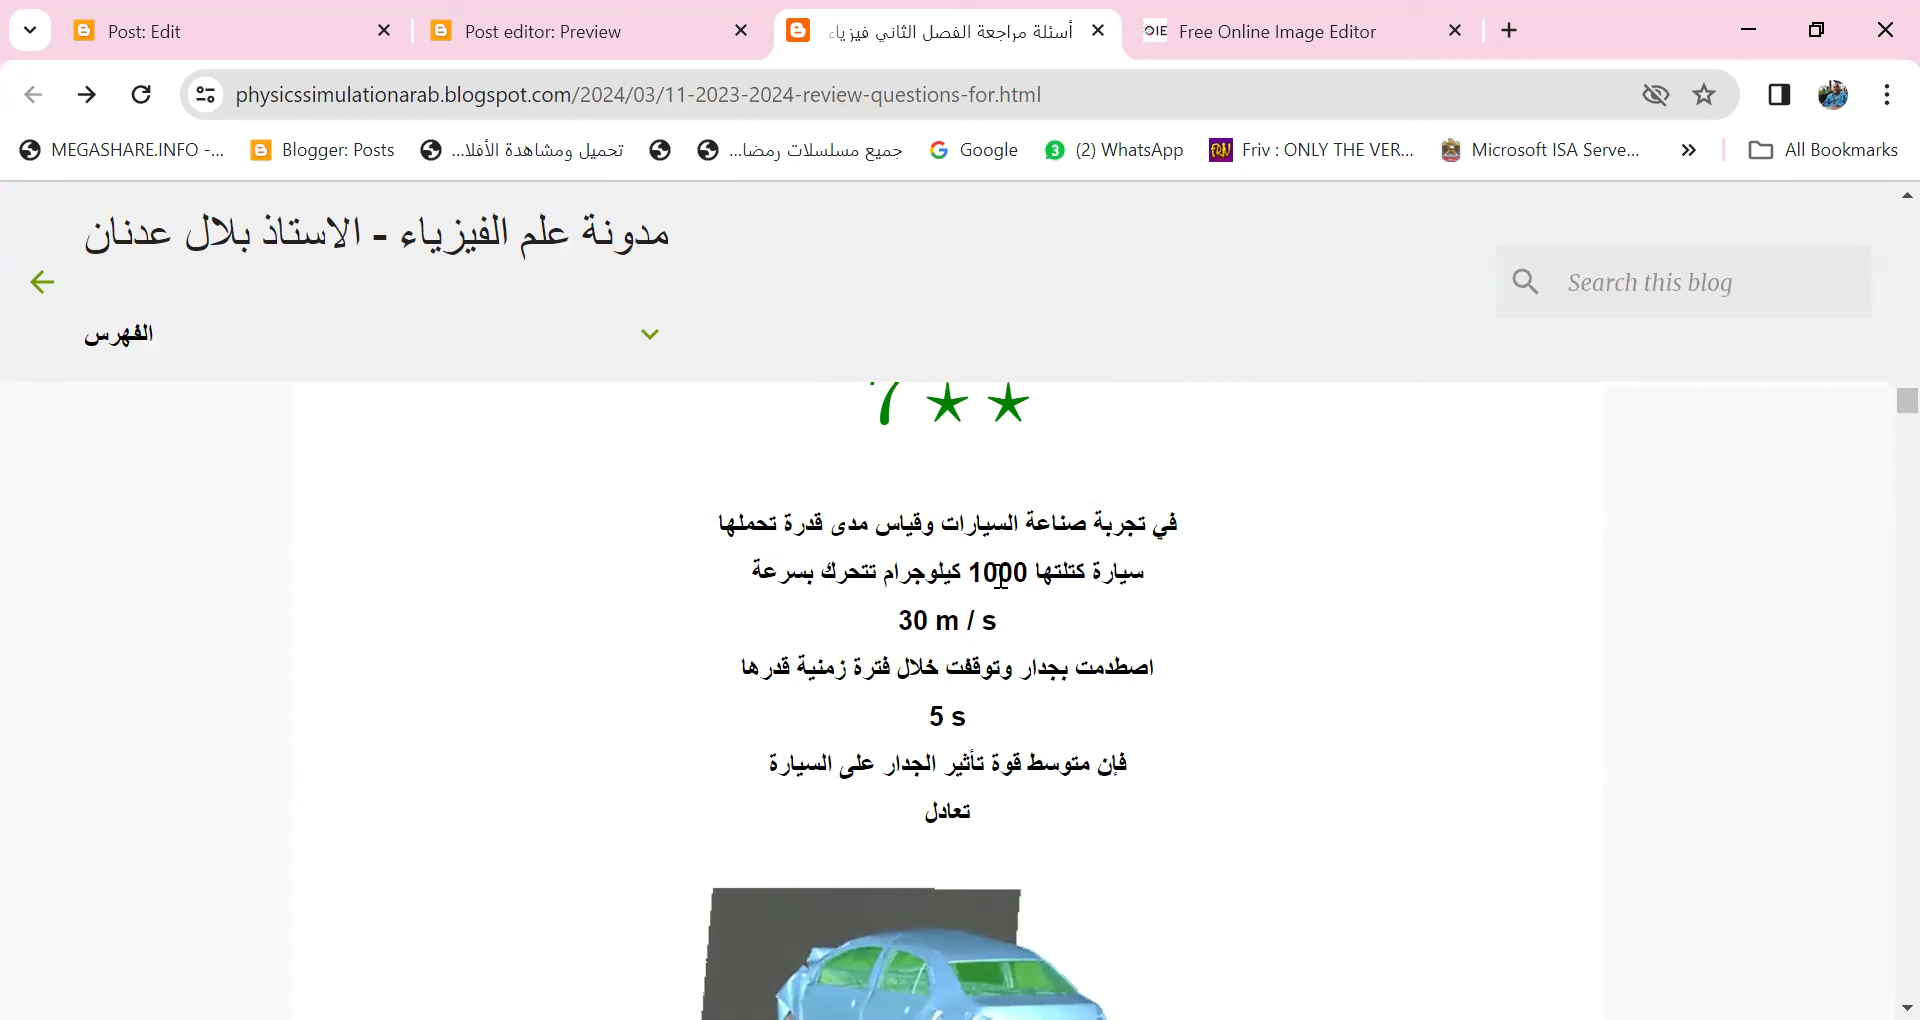 Post: Edit
Post editor: Preview
أسئلة مراجعة الفصل الثاني فيزياء
OIE Free Online Image Editor
physicssimulationarab.blogspot.com/2024/03/11-2023-2024-review-questions-for.html
MEGASHARE.INFO -...
Blogger: Posts
تحميل ومشاهدة الأفلا...
جميع مسلسلات رمضا...
Google
3 (2) WhatsApp
FRIV Friv : ONLY THE VER...
Microsoft ISA Serve...
All Bookmarks
مدونة علم الفيزياء - الاستاذ بلال عدنان
Search this blog
الفهرس
7 ★ ★
في تجربة صناعة السيارات وقياس مدى قدرة تحملها
سيارة كتلتها 1000 كيلوجرام تتحرك بسرعة
30 m / s
اصطدمت بجدار وتوقفت خلال فترة زمنية قدرها
5 s
فإن متوسط قوة تأثير الجدار على السيارة
تعادل